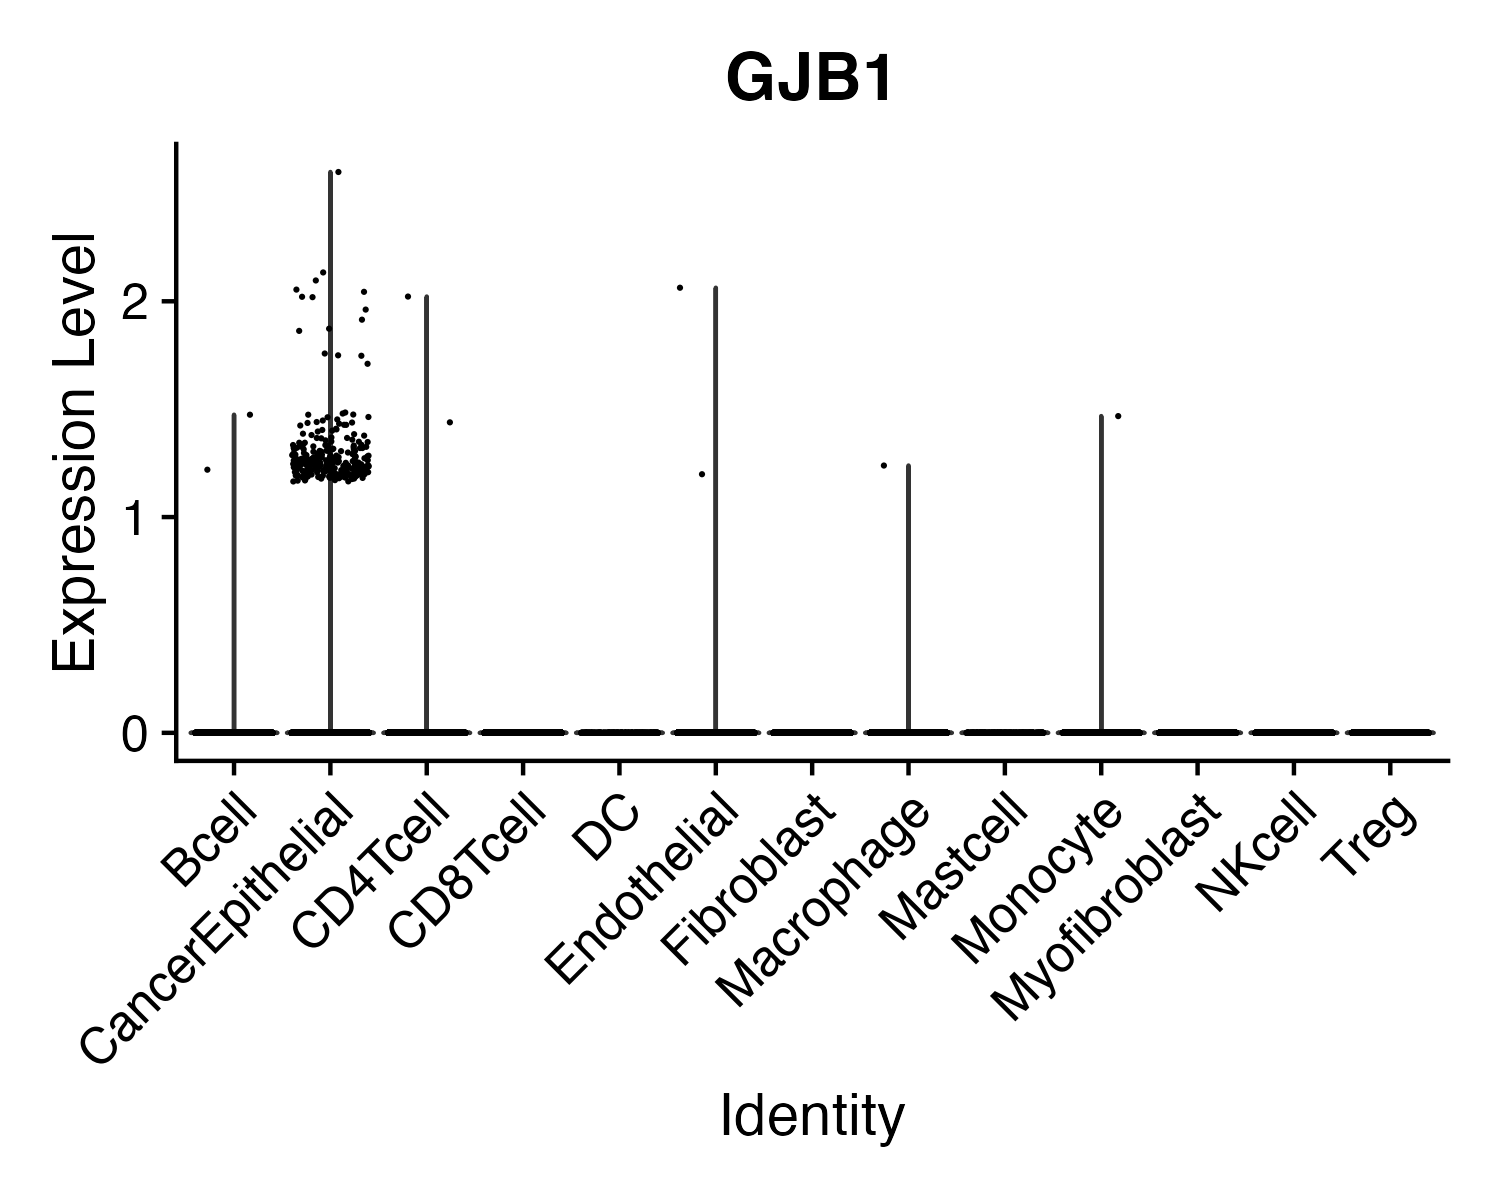 GJB1
Expression Level
2
1
0
Bcell
CancerEpithelial
CD4Tcell
CD8Tcell
DC
Endothelial
Fibroblast
Macrophage
Mastcell
Monocyte
Myofibroblast
NKcell
Treg
Identity